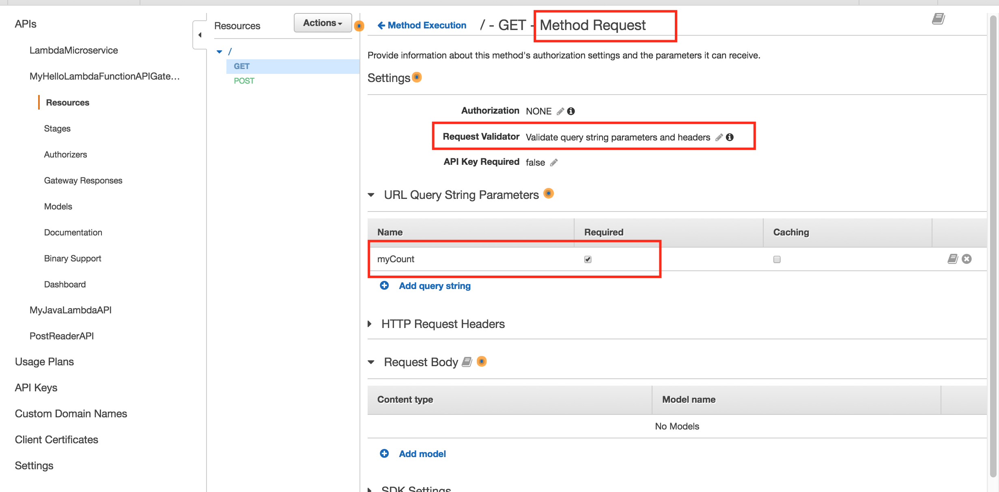 APIs
LambdaMicroservice
MyHelloLambdaFunctionAPIGate...
Resources
Stages
Authorizers
Gateway Responses
Models
Documentation
Binary Support
Dashboard
MyJavaLambdaAPI
PostReaderAPI
Usage Plans
API Keys
Custom Domain Names
Client Certificates
Settings
Resources
Actions
/
GET
POST
Method Execution / - GET - Method Request
Provide information about this method's authorization settings and the parameters it can receive.
Settings
Authorization NONE
Request Validator Validate query string parameters and headers
API Key Required false
URL Query String Parameters
Name Required Caching
myCount
Add query string
HTTP Request Headers
Request Body
Content type Model name
No Models
Add model
SDK Settings